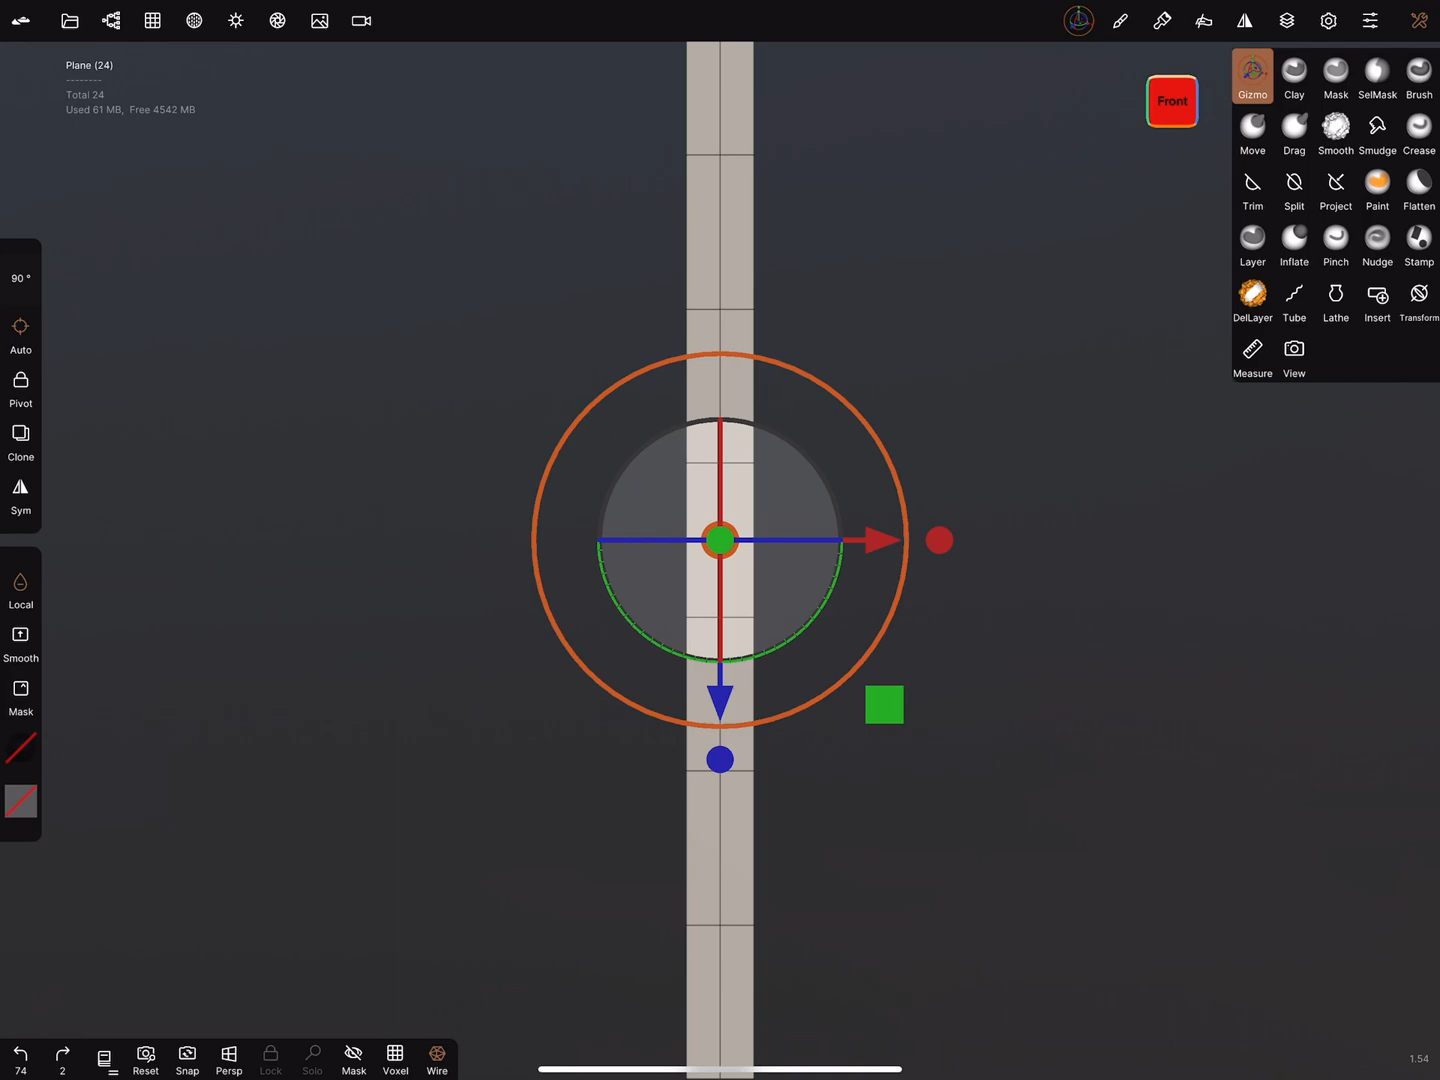 Plane (24)
--------
Total 24
Used 61 MB, Free 4542 MB
Front
Gizmo
Clay
Mask
SelMask
Brush
Move
Drag
Smooth
Smudge
Crease
Trim
Split
Project
Paint
Flatten
Layer
Inflate
Pinch
Nudge
Stamp
DelLayer
Tube
Lathe
Insert
Transform
Measure
View
90 °
Auto
Pivot
Clone
Sym
Local
Smooth
Mask
74
2
Reset
Snap
Persp
Lock
Solo
Mask
Voxel
Wire
1.54